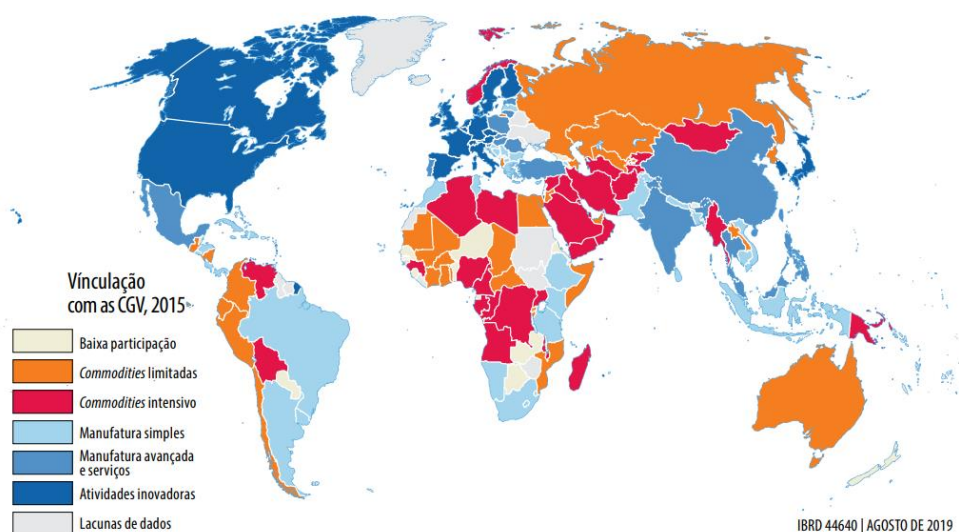 Vínculação
com as CGV, 2015
Baixa participação
Commodities limitadas
Commodities intensivo
Manufatura simples
Manufatura avançada
e serviços
Atividades inovadoras
Lacunas de dados
IBRD 44640 | AGOSTO DE 2019